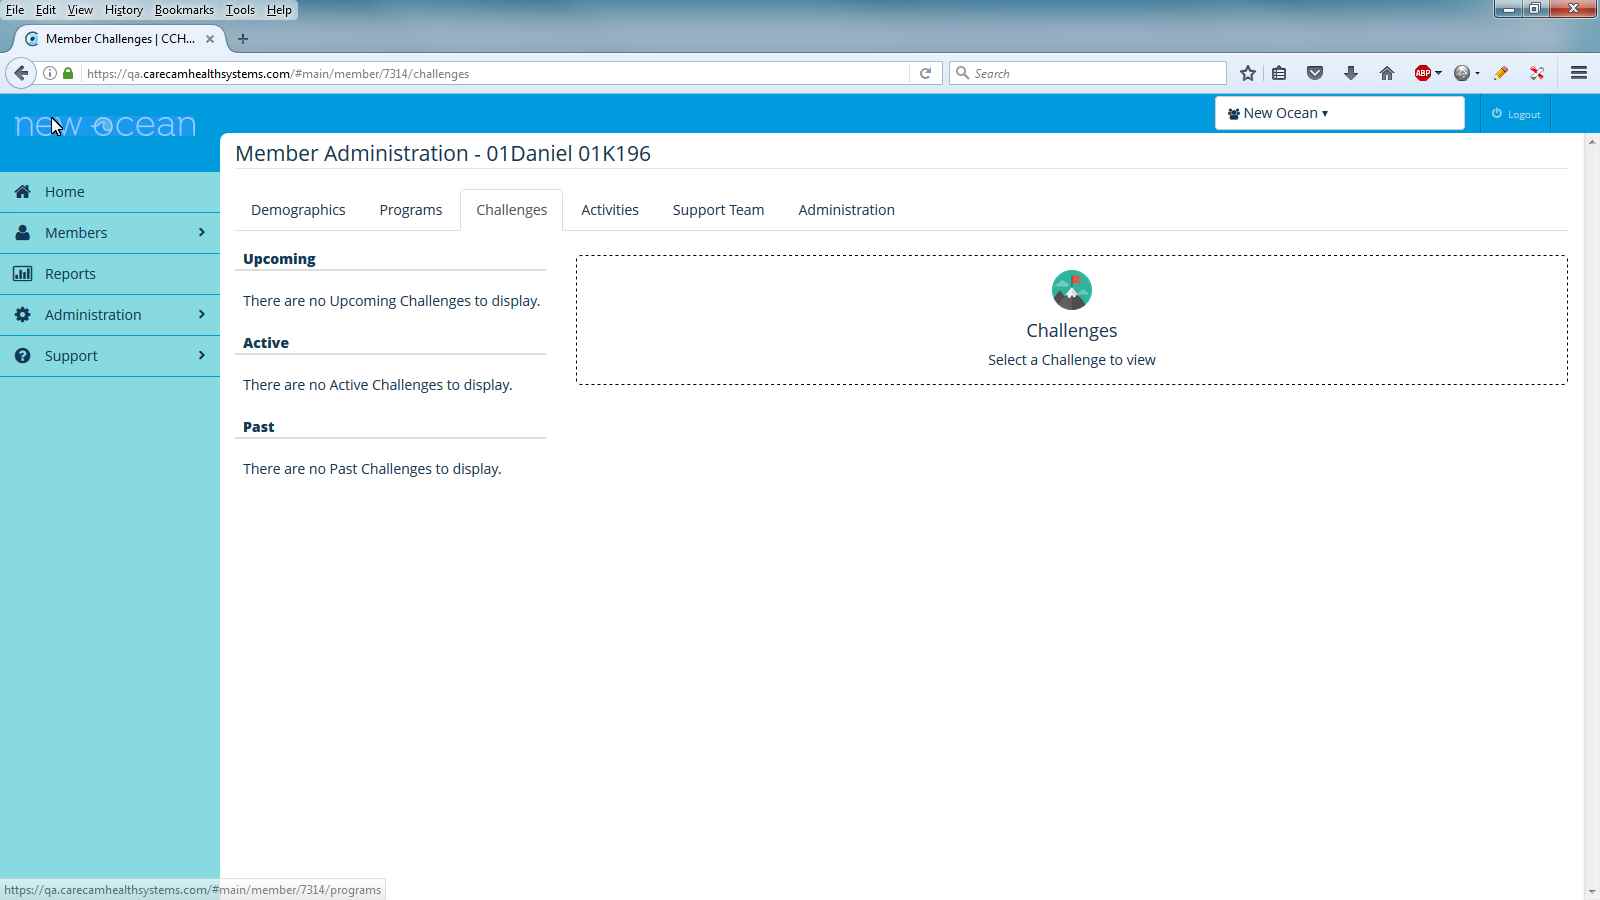 File Edit View History Bookmarks Tools Help
Member Challenges | CCH...
https://qa.carecamhealthsystems.com/#main/member/7314/challenges
Search
ABP
new ocean
New Ocean
Logout
Member Administration - 01Daniel 01K196
Home
Members
Reports
Administration
Support
Demographics Programs Challenges Activities Support Team Administration
Upcoming
There are no Upcoming Challenges to display.
Active
There are no Active Challenges to display.
Past
There are no Past Challenges to display.
Challenges
Select a Challenge to view
https://qa.carecamhealthsystems.com/#main/member/7314/programs